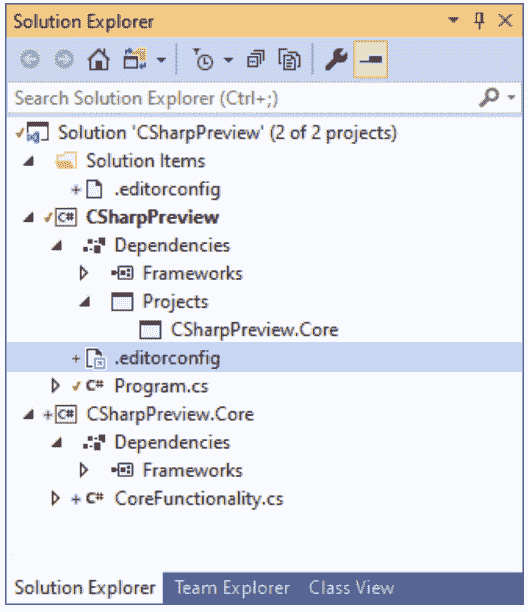 Solution Explorer
Search Solution Explorer (Ctrl+;)
Solution 'CSharpPreview' (2 of 2 projects)
Solution Items
+ .editorconfig
C# CSharpPreview
Dependencies
Frameworks
Projects
CSharpPreview.Core
+ .editorconfig
C# Program.cs
+ C# CSharpPreview.Core
Dependencies
Frameworks
+ C# CoreFunctionality.cs
Solution Explorer Team Explorer Class View